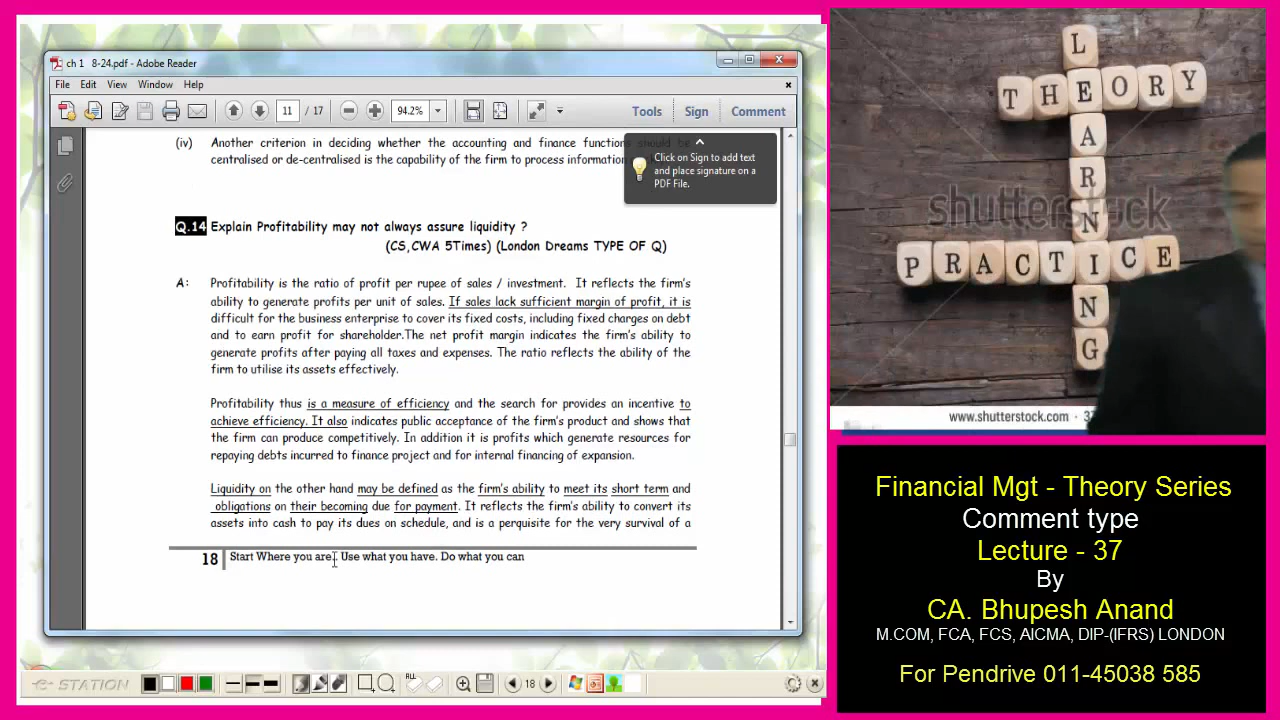 ch 1 8-24.pdf - Adobe Reader
File Edit View Window Help
11 / 17 94.2% Tools Sign Comment
(iv) Another criterion in deciding whether the accounting and finance functions should be
centralised or de-centralised is the capability of the firm to process information
Click on Sign to add text
and place signature on a
PDF File.
Q.14 Explain Profitability may not always assure liquidity ?
(CS,CWA 5Times) (London Dreams TYPE OF Q)
A: Profitability is the ratio of profit per rupee of sales / investment. It reflects the firm's
ability to generate profits per unit of sales. If sales lack sufficient margin of profit, it is
difficult for the business enterprise to cover its fixed costs, including fixed charges on debt
and to earn profit for shareholder.The net profit margin indicates the firm's ability to
generate profits after paying all taxes and expenses. The ratio reflects the ability of the
firm to utilise its assets effectively.
Profitability thus is a measure of efficiency and the search for provides an incentive to
achieve efficiency. It also indicates public acceptance of the firm's product and shows that
the firm can produce competitively. In addition it is profits which generate resources for
repaying debts incurred to finance project and for internal financing of expansion.
Liquidity on the other hand may be defined as the firm's ability to meet its short term and
obligations on their becoming due for payment. It reflects the firm's ability to convert its
assets into cash to pay its dues on schedule, and is a perquisite for the very survival of a
18 Start Where you are. Use what you have. Do what you can
e-STATION
ALL
18
LEARNING
THEORY
PRACTICE
shutterstock
www.shutterstock.com · 37
Financial Mgt - Theory Series
Comment type
Lecture - 37
By
CA. Bhupesh Anand
M.COM, FCA, FCS, AICMA, DIP-(IFRS) LONDON
For Pendrive 011-45038 585